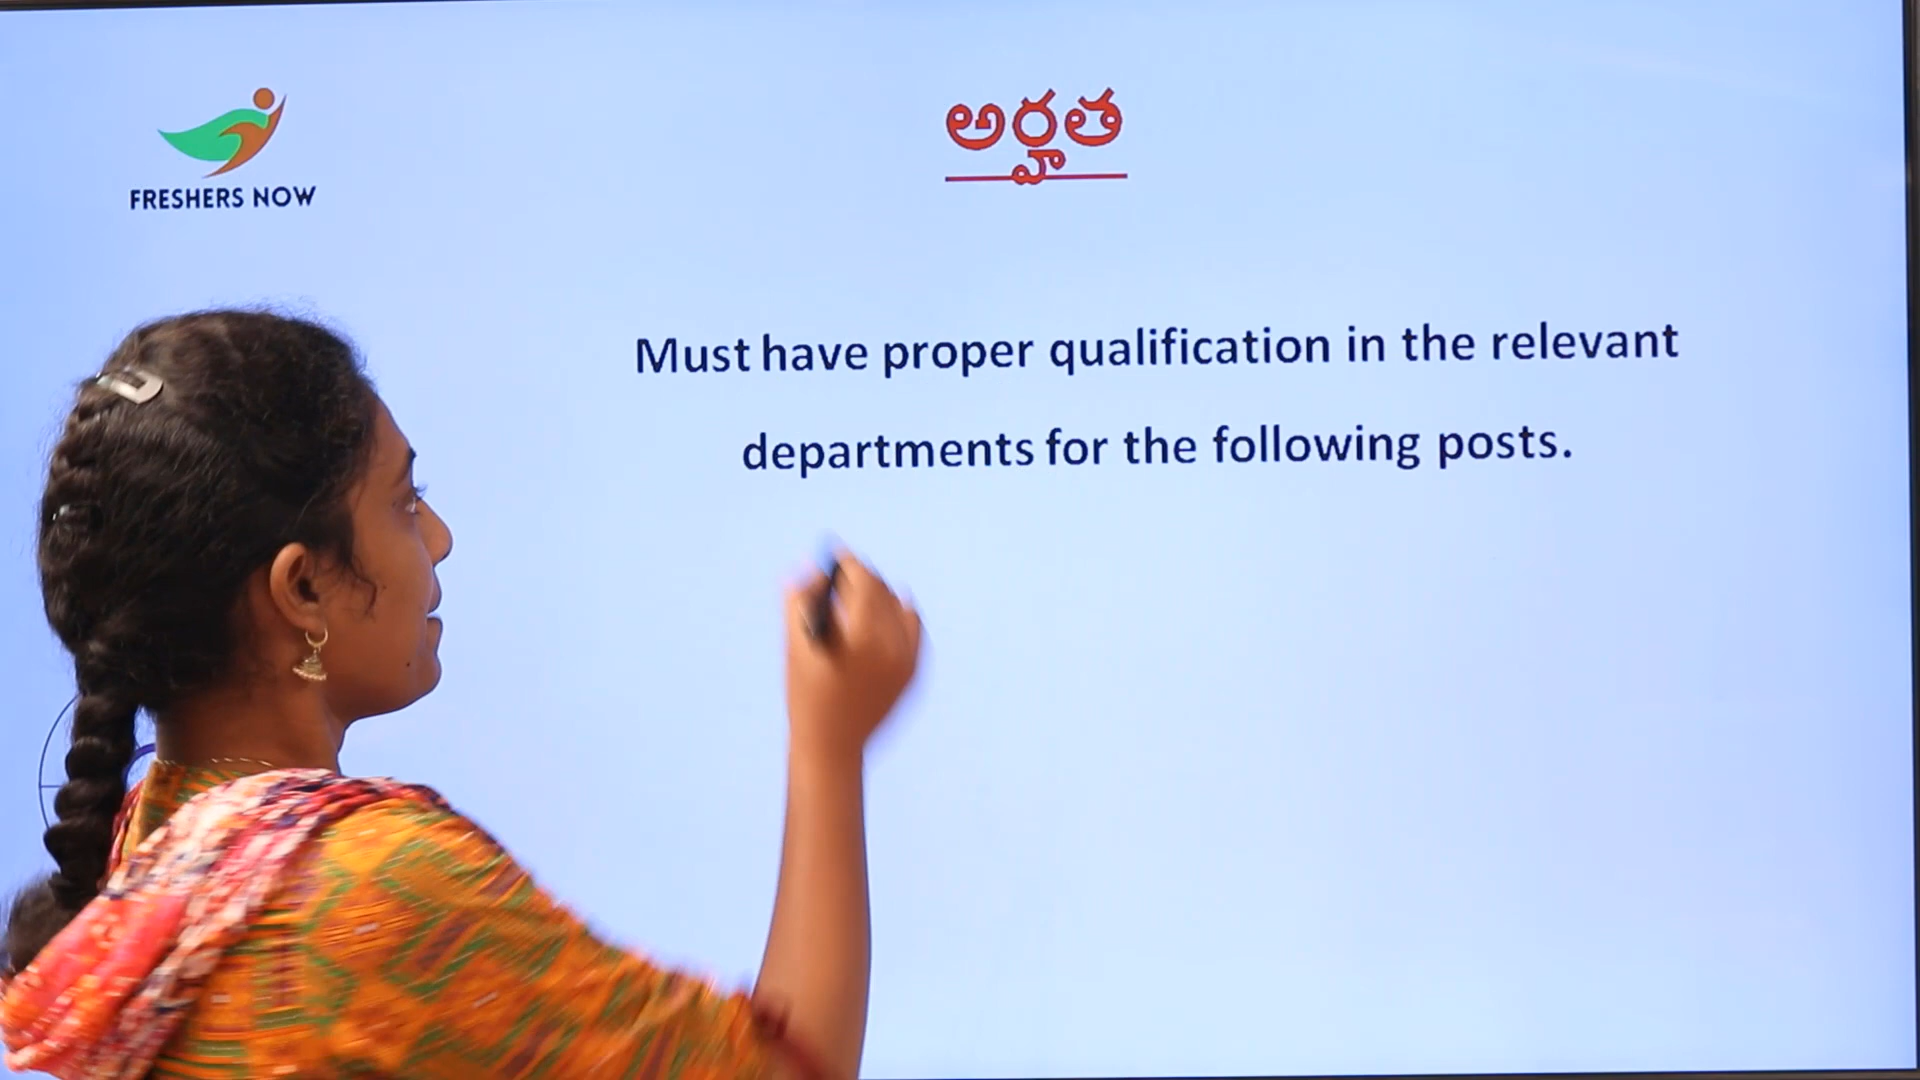 FRESHERS NOW
అర్హత
Must have proper qualification in the relevant
departments for the following posts.